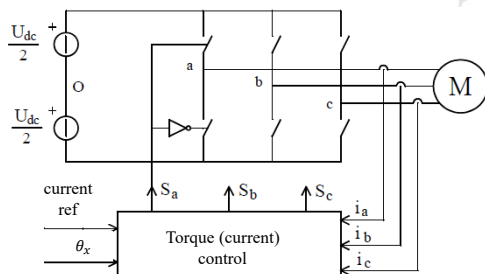 U_dc
2
+
a
O
b
M
U_dc
2
+
c
S_a
S_b
S_c
current
ref
i_a
θ_x
Torque (current)
control
i_b
i_c